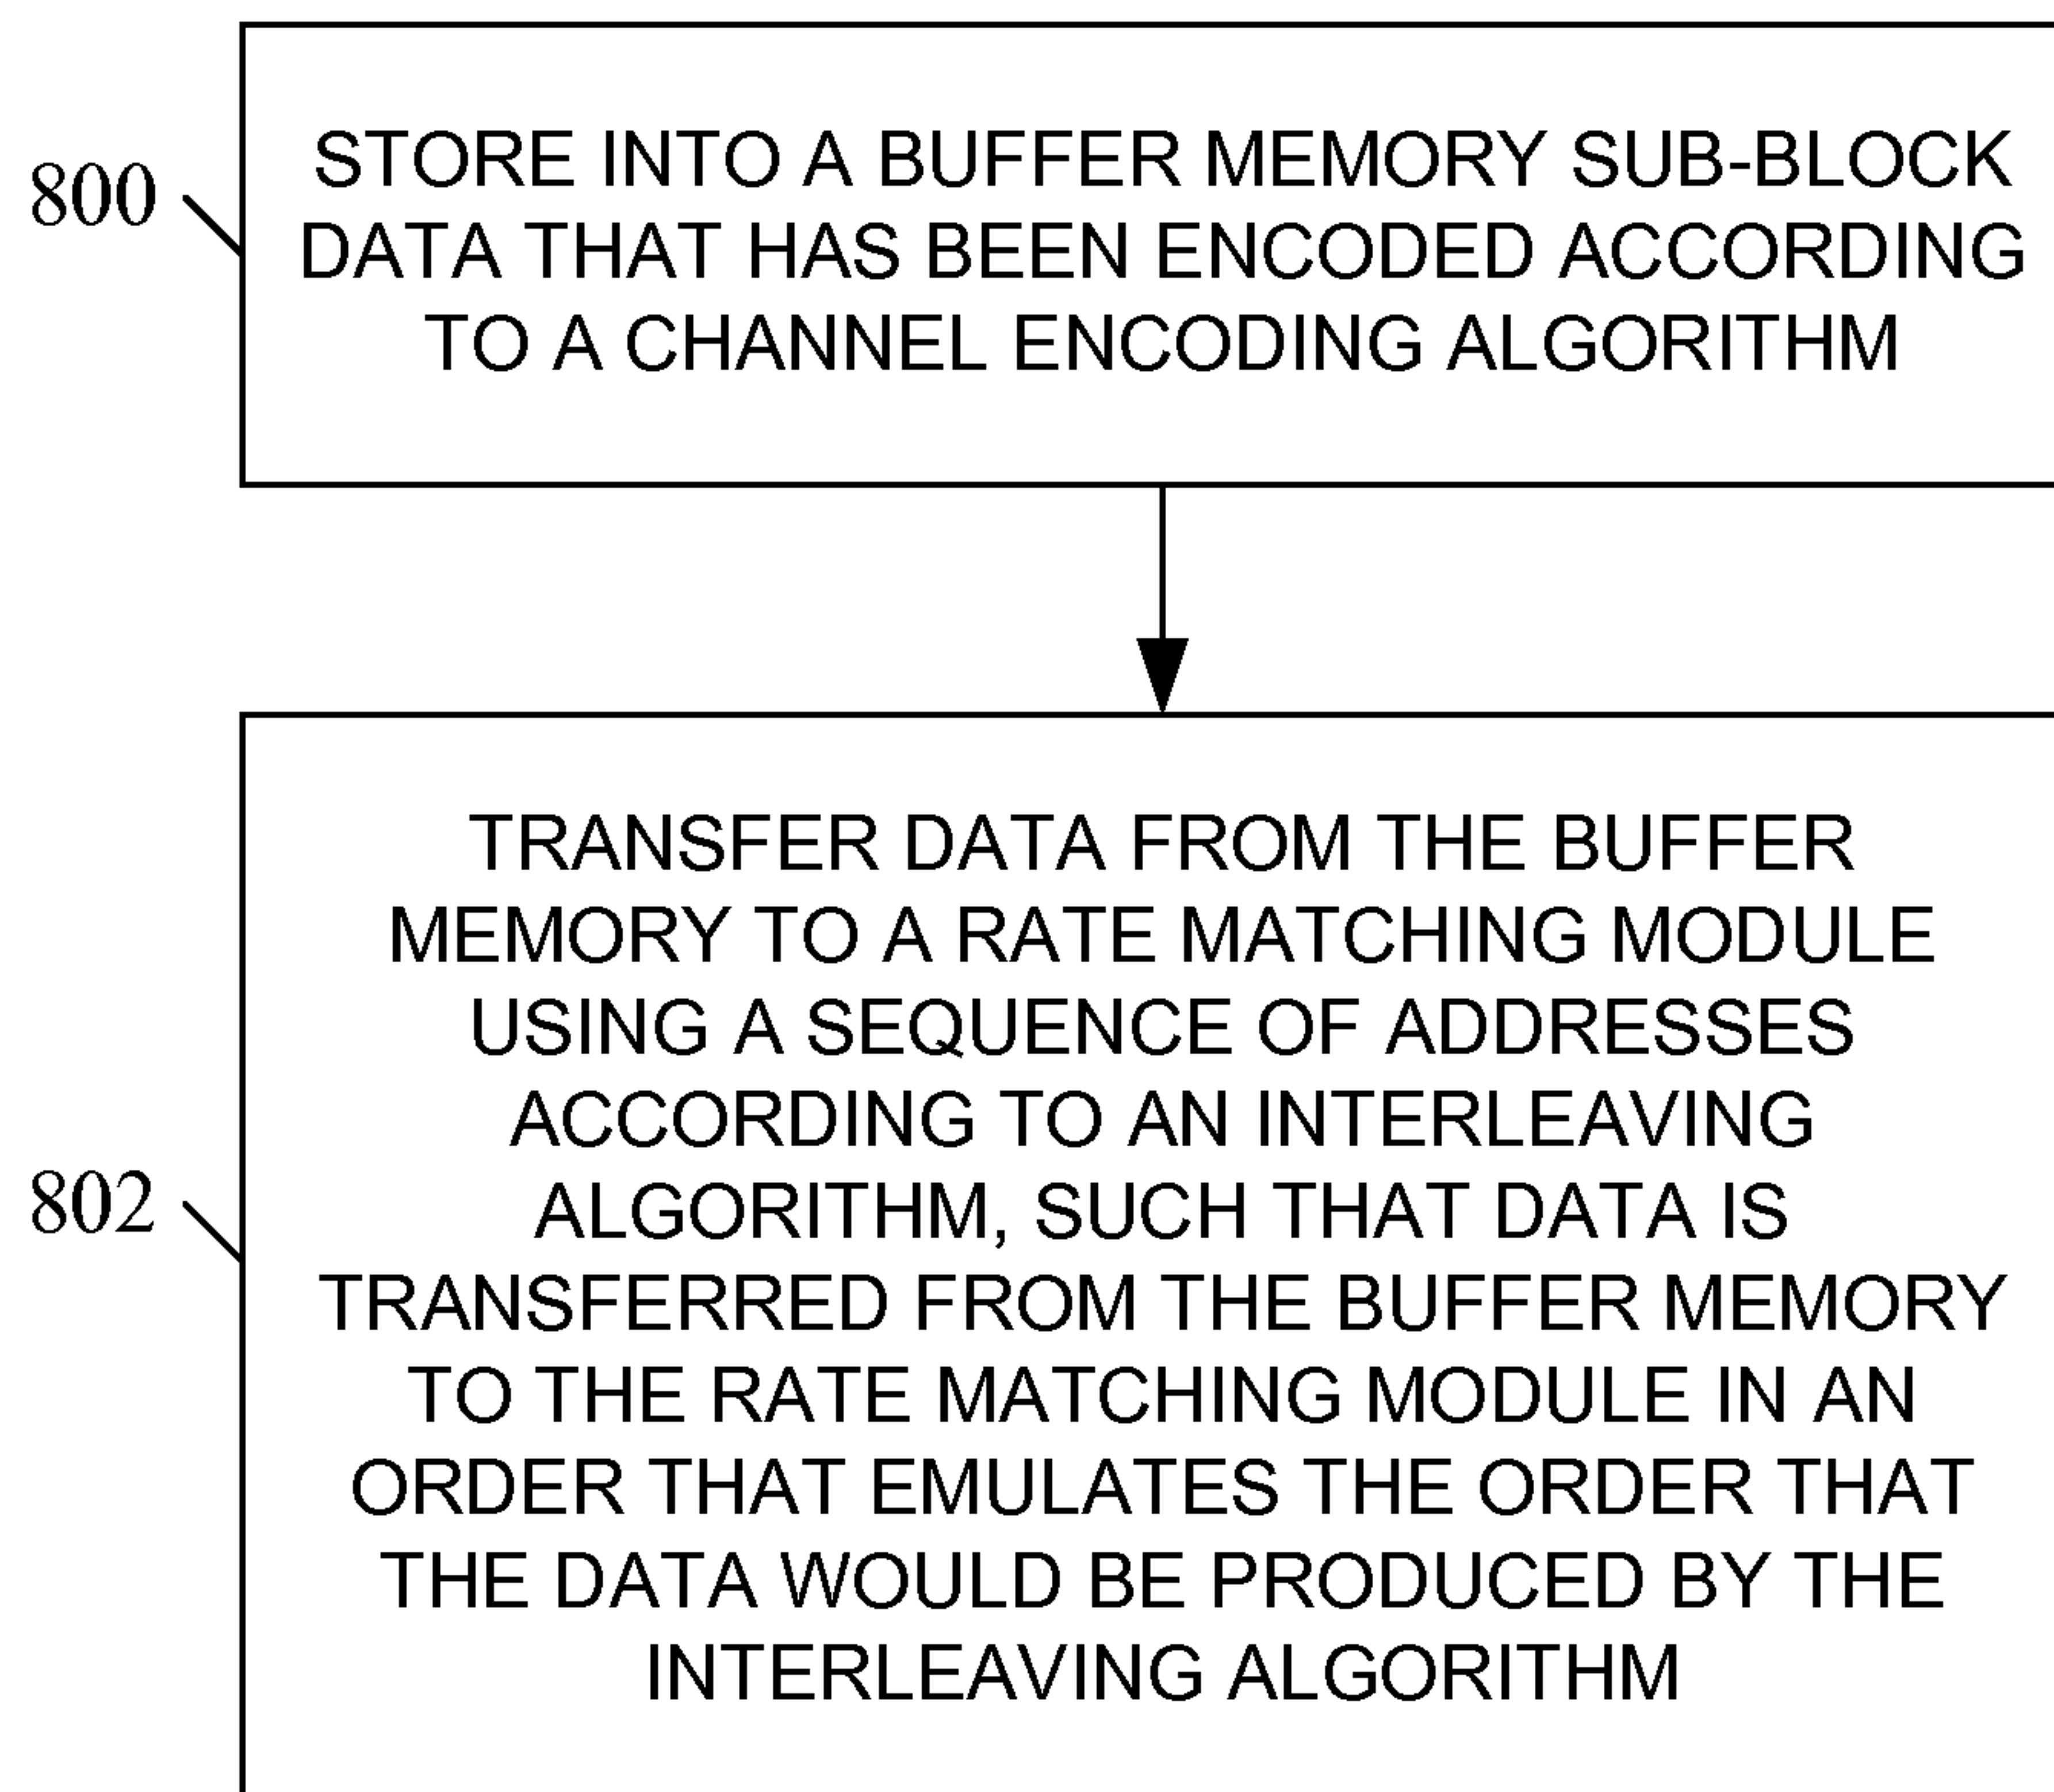 800
STORE INTO A BUFFER MEMORY SUB-BLOCK
DATA THAT HAS BEEN ENCODED ACCORDING
TO A CHANNEL ENCODING ALGORITHM
802
TRANSFER DATA FROM THE BUFFER
MEMORY TO A RATE MATCHING MODULE
USING A SEQUENCE OF ADDRESSES
ACCORDING TO AN INTERLEAVING
ALGORITHM, SUCH THAT DATA IS
TRANSFERRED FROM THE BUFFER MEMORY
TO THE RATE MATCHING MODULE IN AN
ORDER THAT EMULATES THE ORDER THAT
THE DATA WOULD BE PRODUCED BY THE
INTERLEAVING ALGORITHM